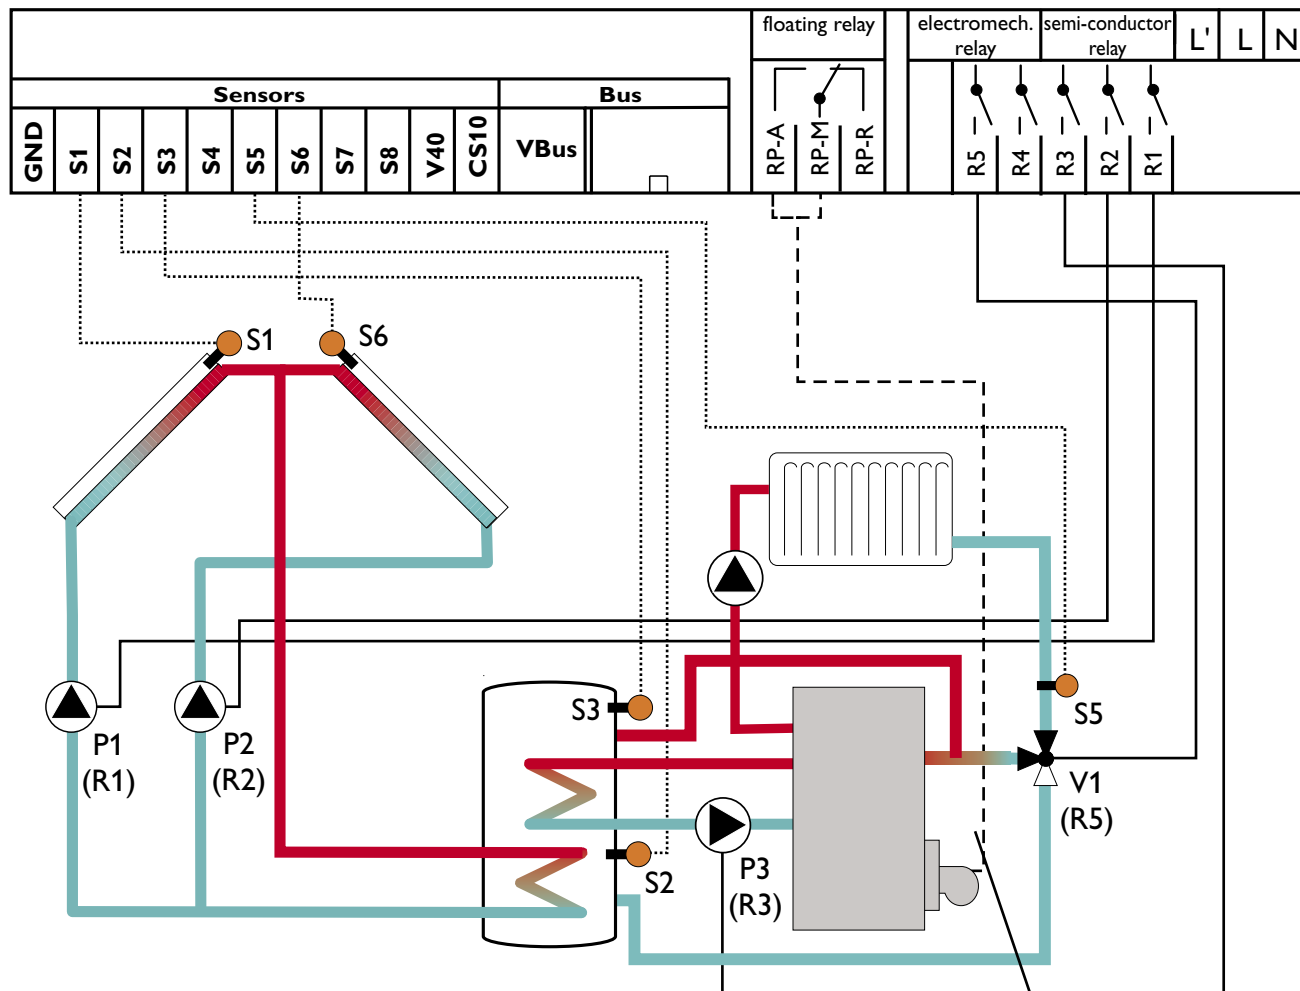 floating relay
electromech.
relay
semi-conductor
relay
L'
L
N
Sensors
Bus
GND
S1
S2
S3
S4
S5
S6
S7
S8
V40
CS10
VBus
RP-A
RP-M
RP-R
R5
R4
R3
R2
R1
S1
S6
S3
S5
P1
(R1)
P2
(R2)
V1
(R5)
S2
P3
(R3)